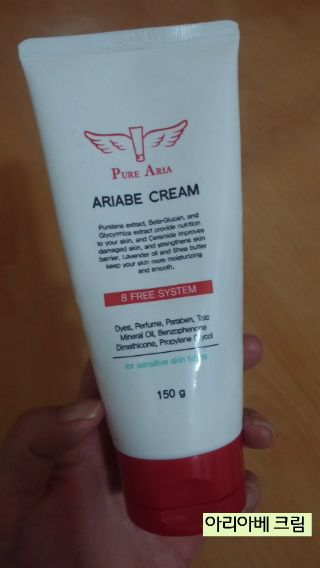 PURE ARIA
ARIABE CREAM
Purslane extract, Beta-Glucan, and
Glycyrrhiza extract provide nutrition
to your skin, and Ceramide improves
damaged skin, and strengthens skin
barrier. Lavender oil and Shea butter
keep your skin more moisturizing
and smooth.
8 FREE SYSTEM
Dyes, Perfume, Paraben, Talc
Mineral Oil, Benzophenone
Dimethicone, Propylene Glycol
for sensitive skin types
150 g
아리아베 크림